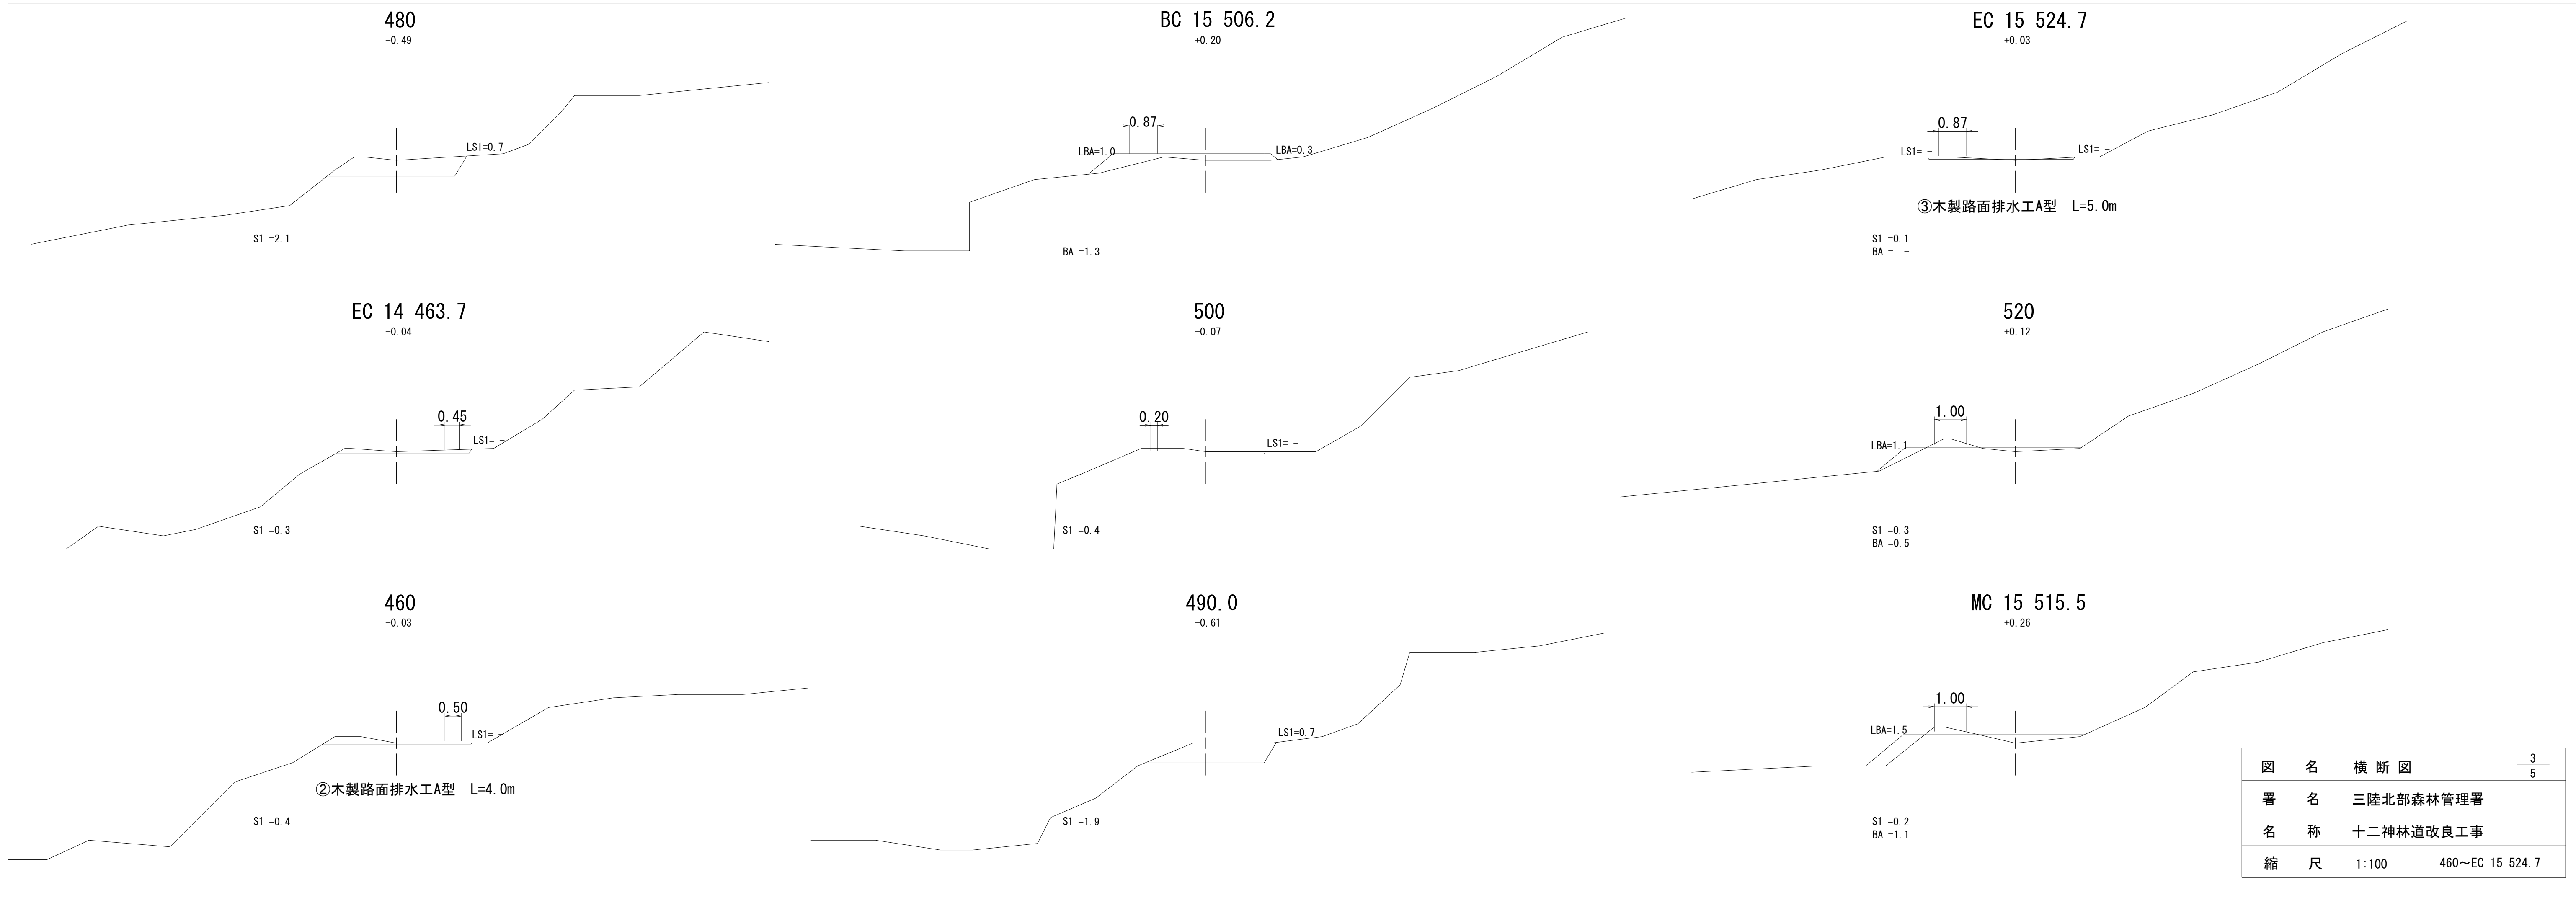 480
-0.49
LS1=0.7
S1 =2.1
BC 15 506.2
+0.20
0.87
LBA=1.0
LBA=0.3
BA =1.3
EC 15 524.7
+0.03
0.87
LS1= -
LS1= -
③木製路面排水工A型 L=5.0m
S1 =0.1
BA = -
EC 14 463.7
-0.04
0.45
LS1= -
S1 =0.3
500
-0.07
0.20
LS1= -
S1 =0.4
520
+0.12
1.00
LBA=1.1
S1 =0.3
BA =0.5
460
-0.03
0.50
LS1= -
②木製路面排水工A型 L=4.0m
S1 =0.4
490.0
-0.61
LS1=0.7
S1 =1.9
MC 15 515.5
+0.26
1.00
LBA=1.5
S1 =0.2
BA =1.1
図 名 横断図 3/5
署 名 三陸北部森林管理署
名 称 十二神林道改良工事
縮 尺 1:100 460～EC 15 524.7